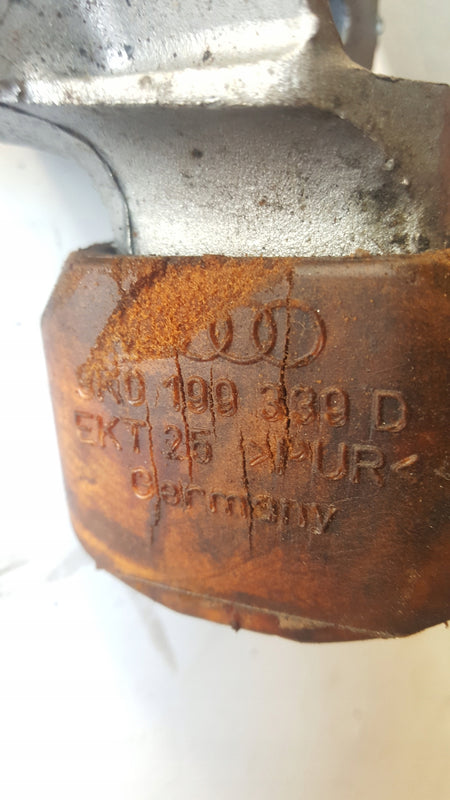 8K0 199 339 D
EKT 25 >PUR<
Germany